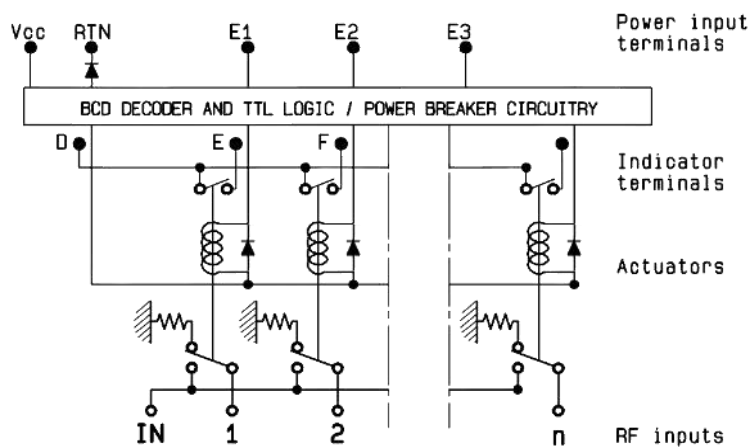 Vcc RTN E1 E2 E3 Power input
terminals
BCD DECODER AND TTL LOGIC / POWER BREAKER CIRCUITRY
D E F Indicator
terminals
Actuators
IN 1 2 n RF inputs